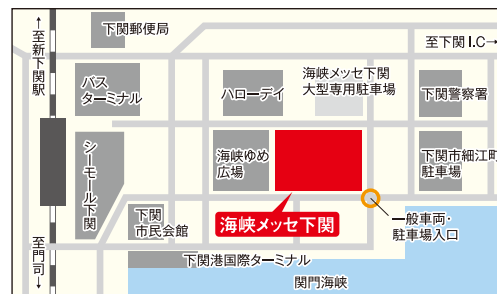 ←至新下関駅
下関郵便局
至下関I.C→
バス
ターミナル
ハローデイ
海峡メッセ下関
大型専用駐車場
下関警察署
シーモール下関
海峡ゆめ
広場
下関市細江町
駐車場
海峡メッセ下関
下関
市民会館
一般車両・
駐車場入口
至門司→
下関港国際ターミナル
関門海峡